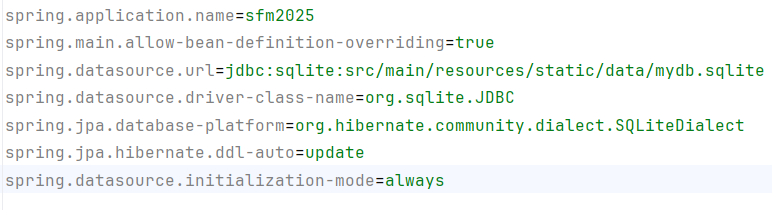 spring.application.name=sfm2025
spring.main.allow-bean-definition-overriding=true
spring.datasource.url=jdbc:sqlite:src/main/resources/static/data/mydb.sqlite
spring.datasource.driver-class-name=org.sqlite.JDBC
spring.jpa.database-platform=org.hibernate.community.dialect.SQLiteDialect
spring.jpa.hibernate.ddl-auto=update
spring.datasource.initialization-mode=always